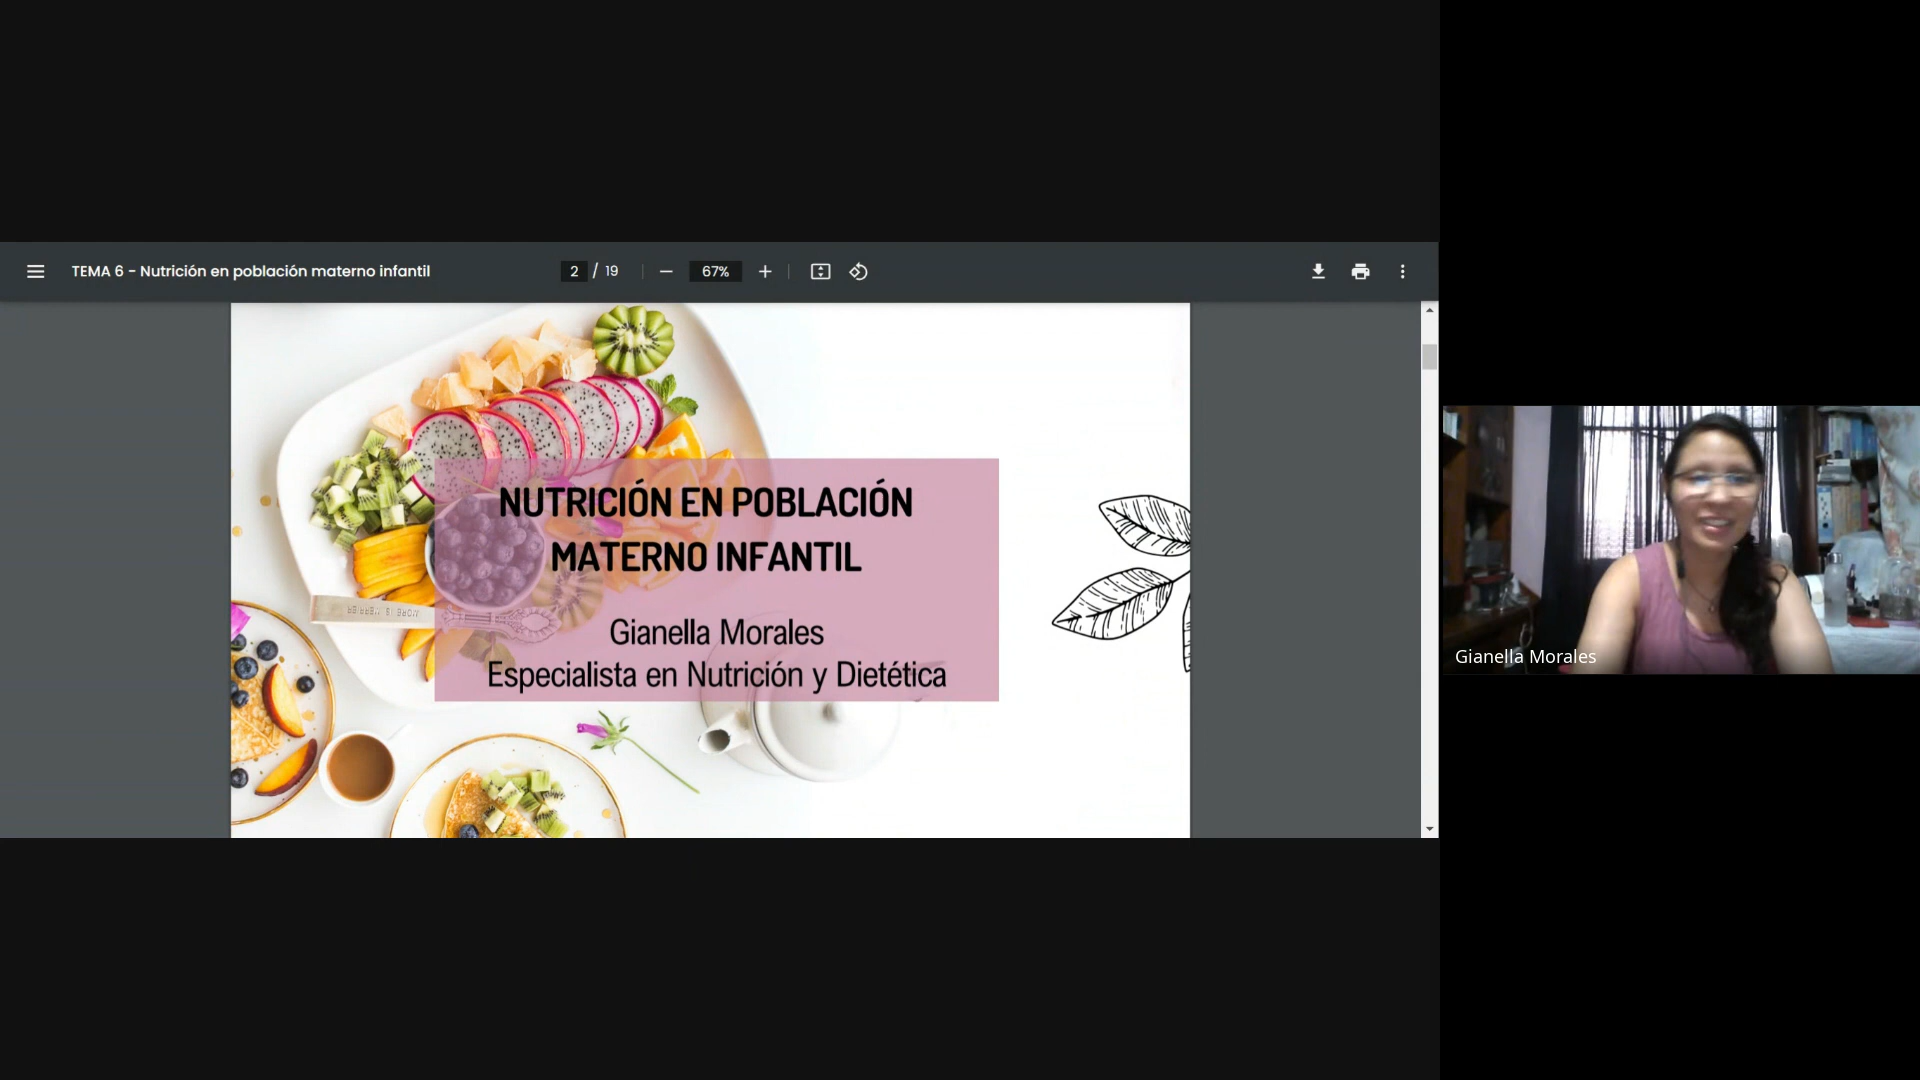 TEMA 6 - Nutrición en población materno infantil
2 / 19
67%
NUTRICIÓN EN POBLACIÓN
MATERNO INFANTIL
Gianella Morales
Especialista en Nutrición y Dietética
Gianella Morales